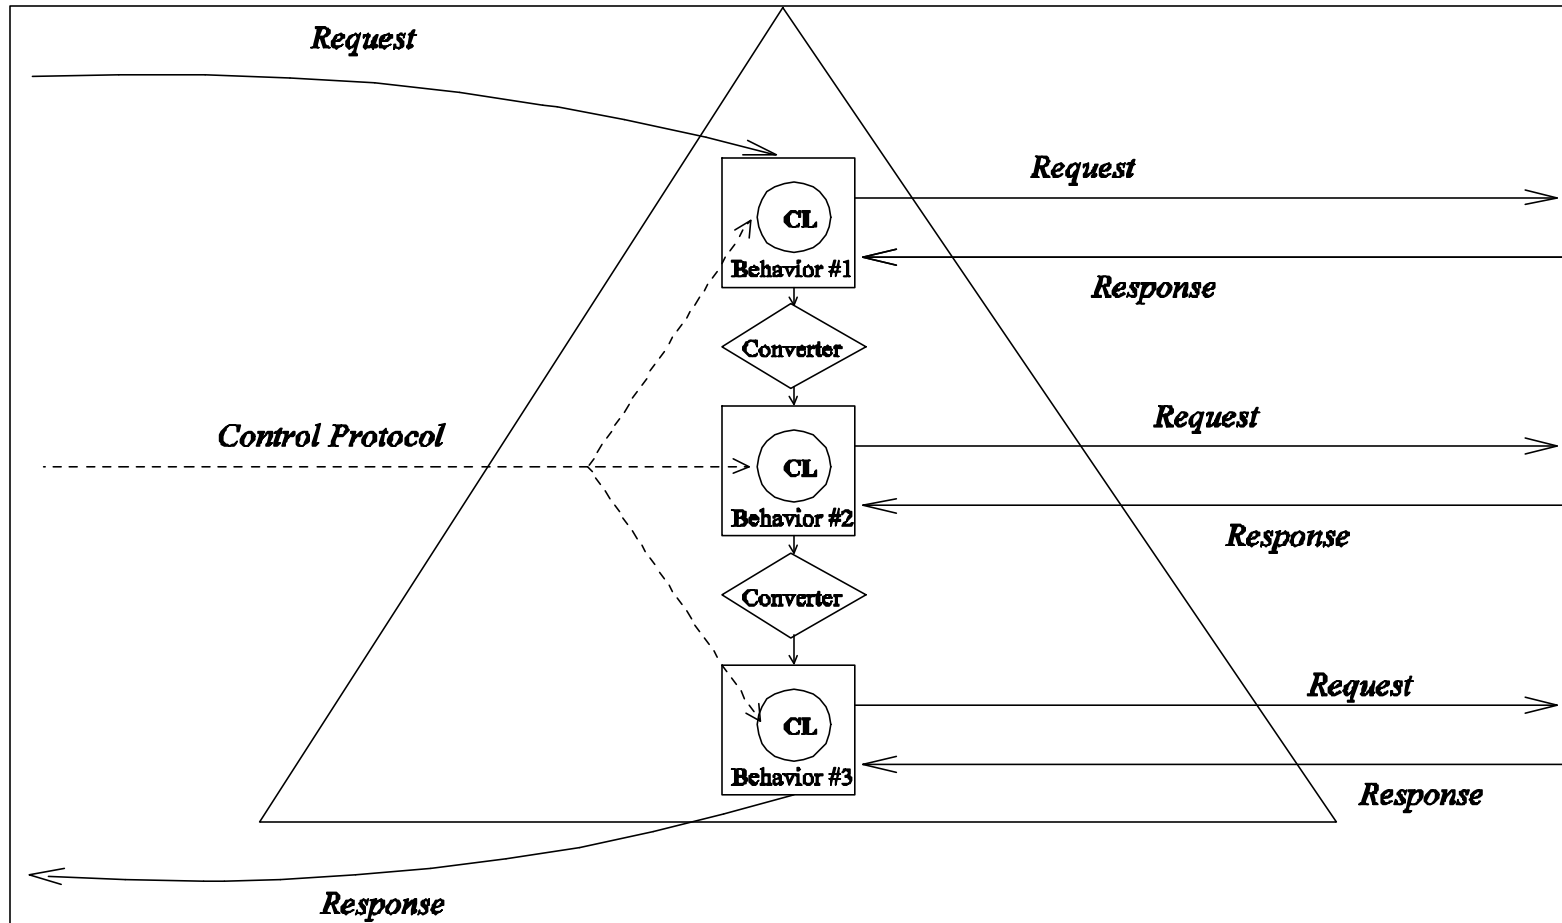 Request
Request
CL
Behavior #1
Response
Converter
Request
Control Protocol
CL
Behavior #2
Response
Converter
Request
CL
Behavior #3
Response
Response